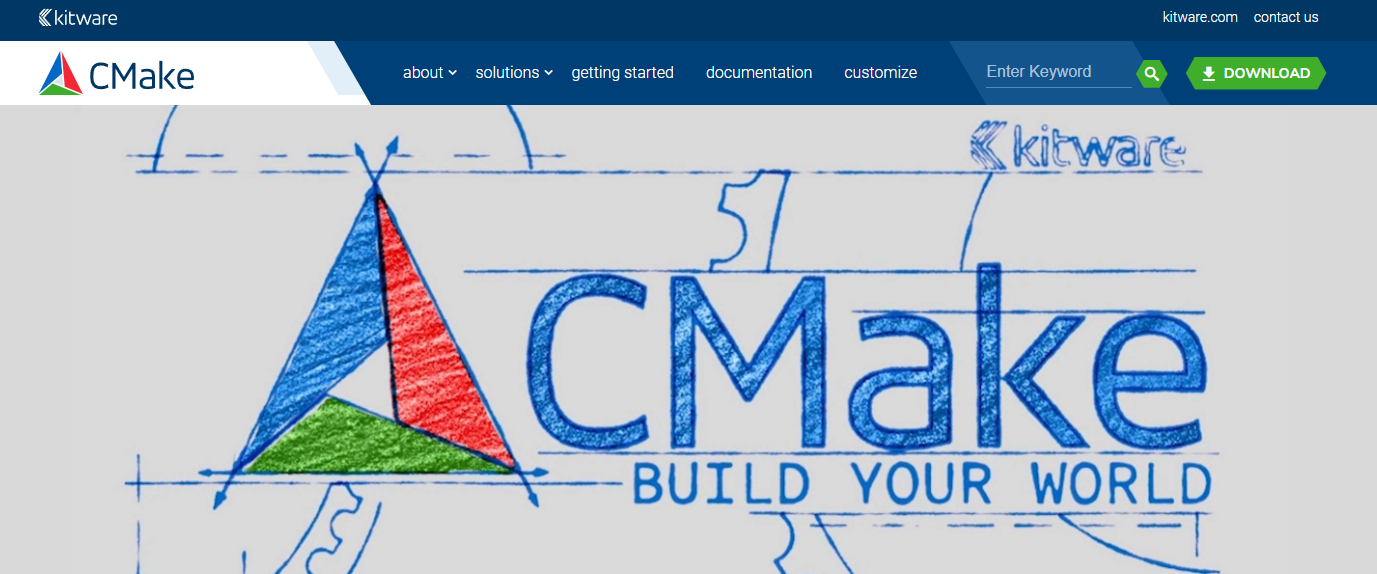 kitware
kitware.com contact us
CMake
about solutions getting started documentation customize
Enter Keyword
DOWNLOAD
kitware
CMake
BUILD YOUR WORLD